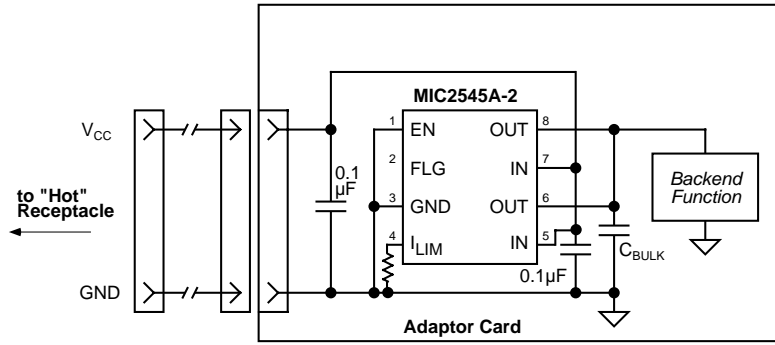 MIC2545A-2
V_CC
1 EN OUT 8
2 FLG IN 7
3 GND OUT 6
4 I_LIM IN 5
0.1
µF
to "Hot"
Receptacle
Backend
Function
C_BULK
0.1µF
GND
Adaptor Card